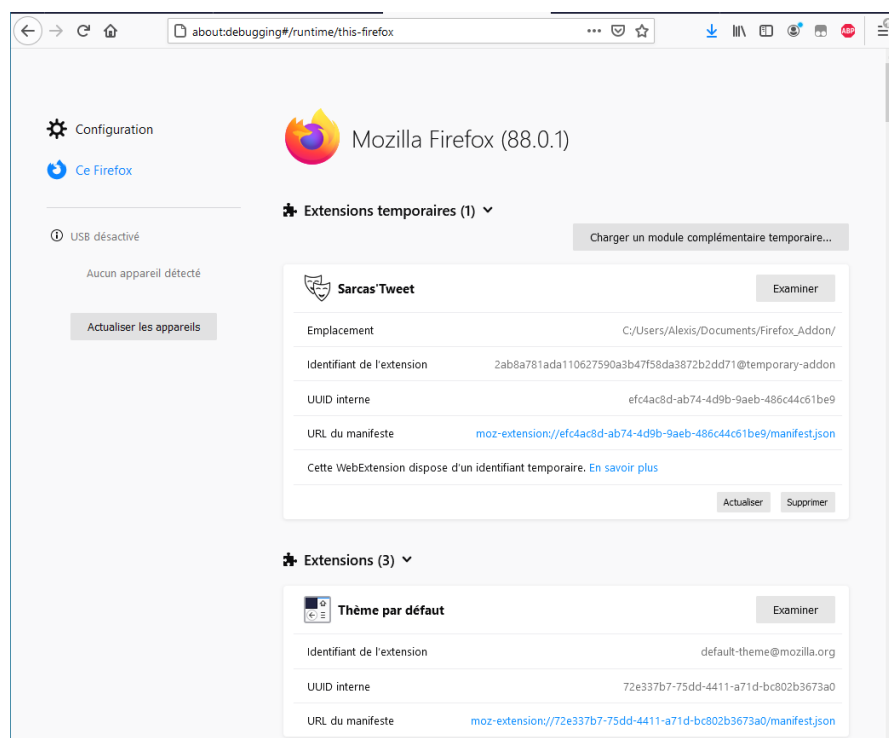 about:debugging#/runtime/this-firefox
ABP
Configuration
Mozilla Firefox (88.0.1)
Ce Firefox
Extensions temporaires (1)
USB désactivé
Charger un module complémentaire temporaire...
Aucun appareil détecté
Sarcas'Tweet
Examiner
Actualiser les appareils
Emplacement
C:/Users/Alexis/Documents/Firefox_Addon/
Identifiant de l'extension
2ab8a781ada110627590a3b47f58da3872b2dd71@temporary-addon
UUID interne
efc4ac8d-ab74-4d9b-9aeb-486c44c61be9
URL du manifeste
moz-extension://efc4ac8d-ab74-4d9b-9aeb-486c44c61be9/manifest.json
Cette WebExtension dispose d'un identifiant temporaire. En savoir plus
Actualiser
Supprimer
Extensions (3)
Thème par défaut
Examiner
Identifiant de l'extension
default-theme@mozilla.org
UUID interne
72e337b7-75dd-4411-a71d-bc802b3673a0
URL du manifeste
moz-extension://72e337b7-75dd-4411-a71d-bc802b3673a0/manifest.json